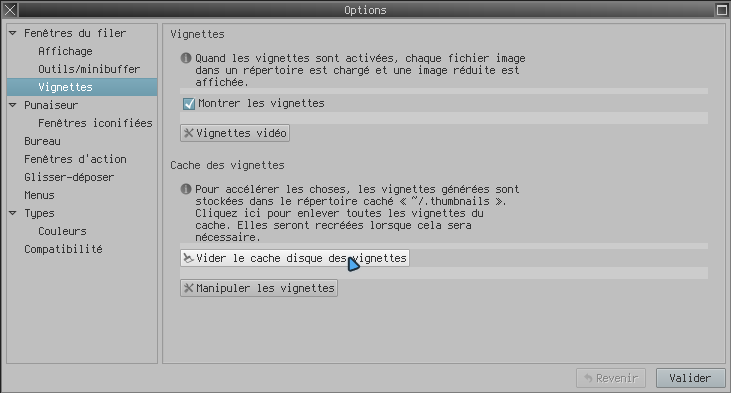 Options
Fenêtres du filer
Affichage
Outils/minibuffer
Vignettes
Punaiseur
Fenêtres iconifiées
Bureau
Fenêtres d'action
Glisser-déposer
Menus
Types
Couleurs
Compatibilité
Vignettes
Quand les vignettes sont activées, chaque fichier image
dans un répertoire est chargé et une image réduite est
affichée.
Montrer les vignettes
Vignettes vidéo
Cache des vignettes
Pour accélérer les choses, les vignettes générées sont
stockées dans le répertoire caché « ~/.thumbnails ».
Cliquez ici pour enlever toutes les vignettes du
cache. Elles seront recréées lorsque cela sera
nécessaire.
Vider le cache disque des vignettes
Manipuler les vignettes
Revenir
Valider